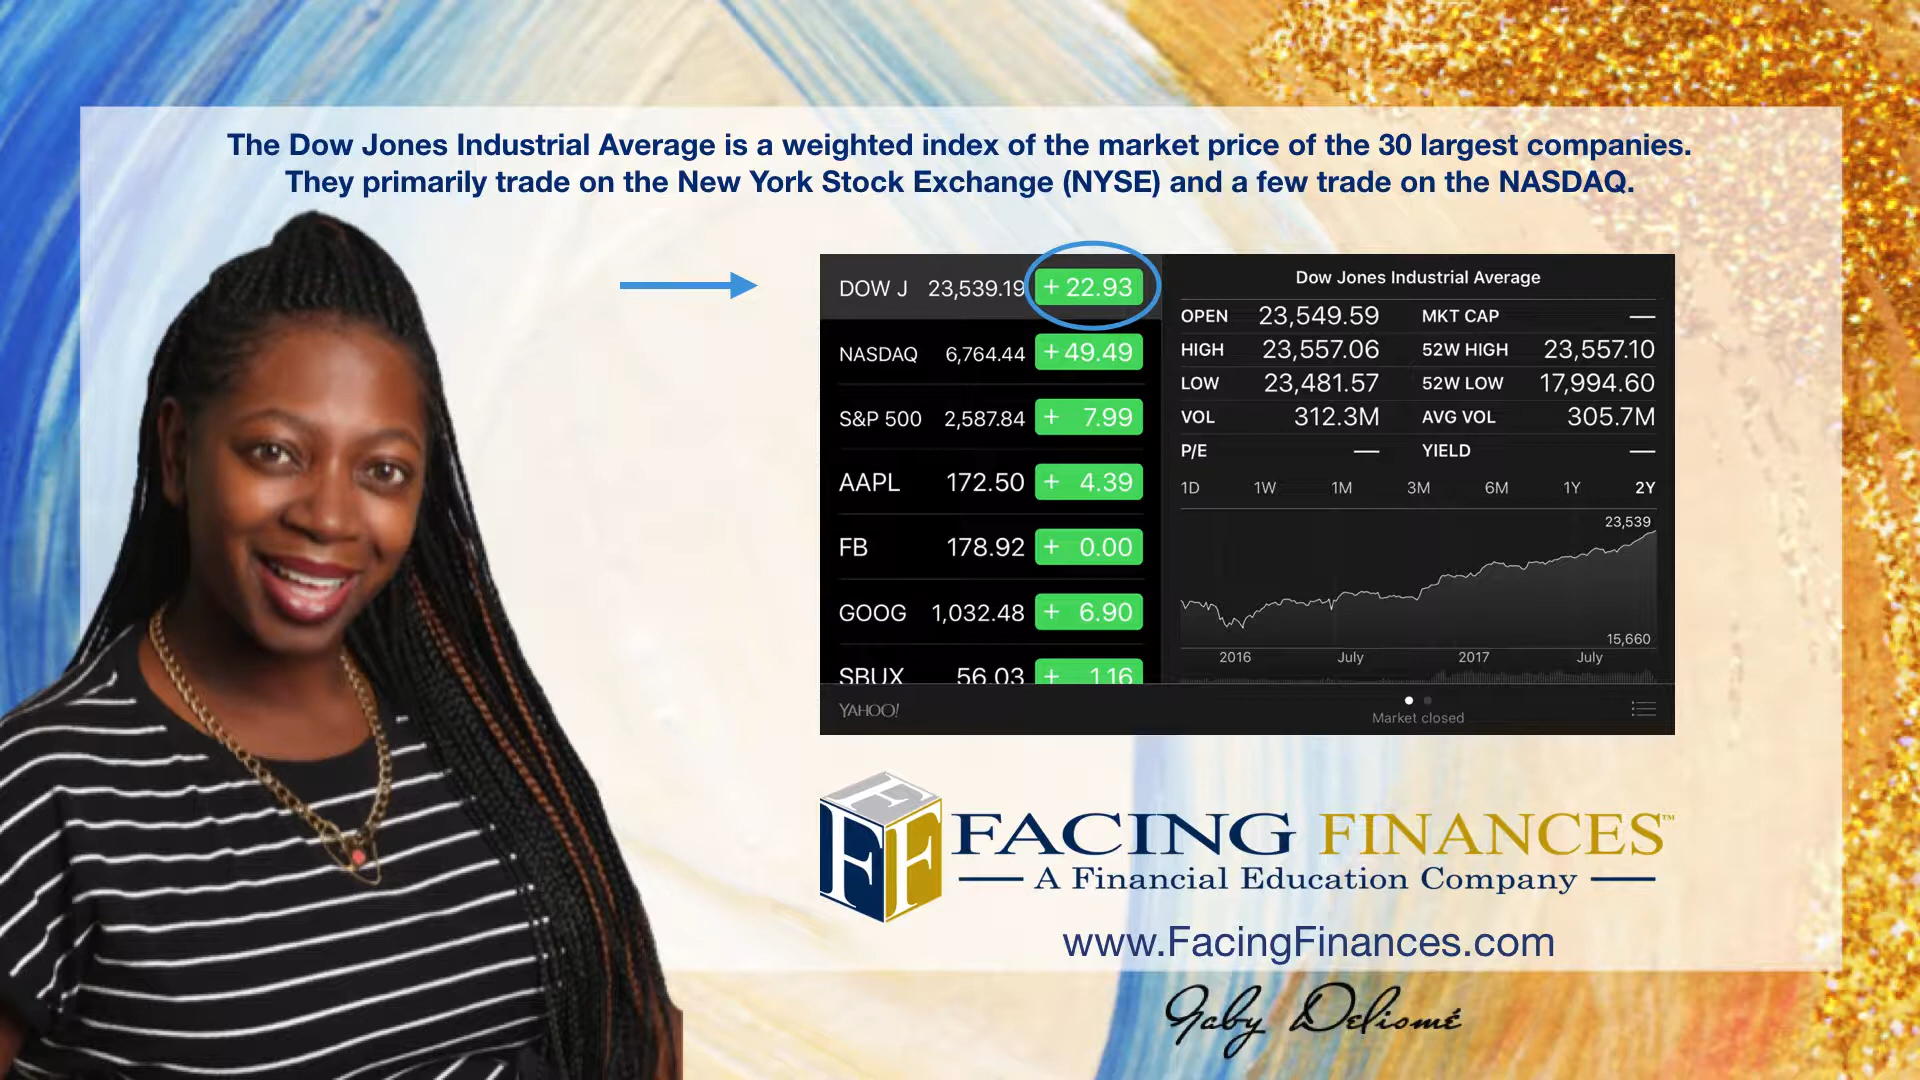 The Dow Jones Industrial Average is a weighted index of the market price of the 30 largest companies.
They primarily trade on the New York Stock Exchange (NYSE) and a few trade on the NASDAQ.
DOW J 23,539.19 + 22.93
NASDAQ 6,764.44 + 49.49
S&P 500 2,587.84 + 7.99
AAPL 172.50 + 4.39
FB 178.92 + 0.00
GOOG 1,032.48 + 6.90
SBUX 56.03 + 1.16
YAHOO!
Dow Jones Industrial Average
OPEN 23,549.59 MKT CAP —
HIGH 23,557.06 52W HIGH 23,557.10
LOW 23,481.57 52W LOW 17,994.60
VOL 312.3M AVG VOL 305.7M
P/E — YIELD —
1D 1W 1M 3M 6M 1Y 2Y
23,539
15,660
2016 July 2017 July
Market closed
FF
FACING FINANCES™
A Financial Education Company
www.FacingFinances.com
Gaby Deliomé